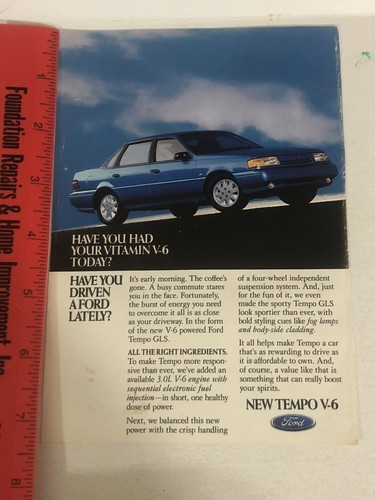 HAVE YOU HAD
YOUR VITAMIN V-6
TODAY?
HAVE YOU
DRIVEN
A FORD
LATELY?
It's early morning. The coffee's
gone. A busy commute stares
you in the face. Fortunately,
the burst of energy you need
to overcome it all is as close
as your driveway. In the form
of the new V-6 powered Ford
Tempo GLS.
ALL THE RIGHT INGREDIENTS.
To make Tempo more respon-
sive than ever, we've added an
available 3.0L V-6 engine with
sequential electronic fuel
injection—in short, one healthy
dose of power.
Next, we balanced this new
power with the crisp handling
of a four-wheel independent
suspension system. And, just
for the fun of it, we even
made the sporty Tempo GLS
look sportier than ever, with
bold styling cues like fog lamps
and body-side cladding.
It all helps make Tempo a car
that's as rewarding to drive as
it is affordable to own. And,
of course, a value like that is
something that can really boost
your spirits.
NEW TEMPO V-6
Ford
Foundation Repairs & Home Improvement, Inc.
1
2
3
4
5
6
7
8